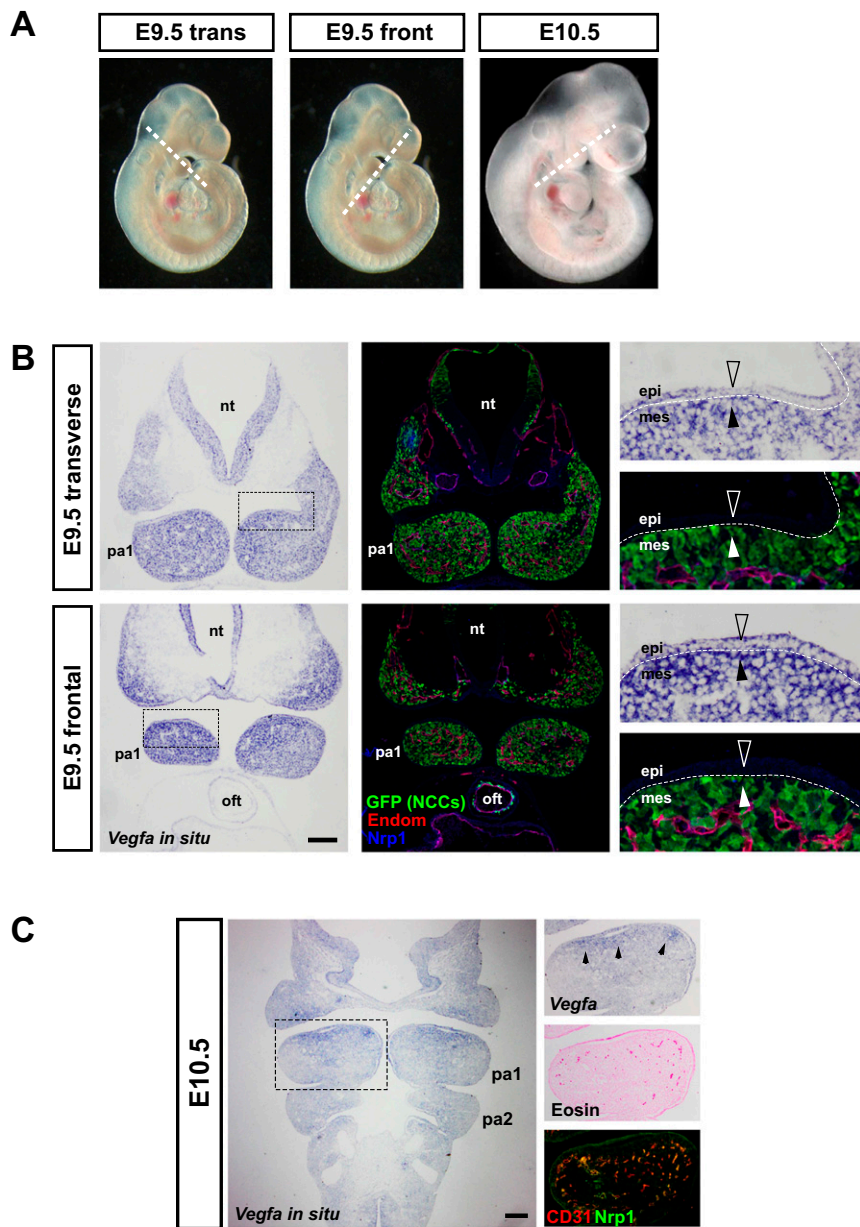 A
E9.5 trans
E9.5 front
E10.5
B
E9.5 transverse
nt
pa1
nt
pa1
epi
mes
epi
mes
E9.5 frontal
nt
pa1
oft
Vegfa in situ
nt
pa1
oft
GFP (NCCs)
Endom
Nrp1
epi
mes
epi
mes
C
E10.5
pa1
pa2
Vegfa in situ
Vegfa
Eosin
CD31Nrp1